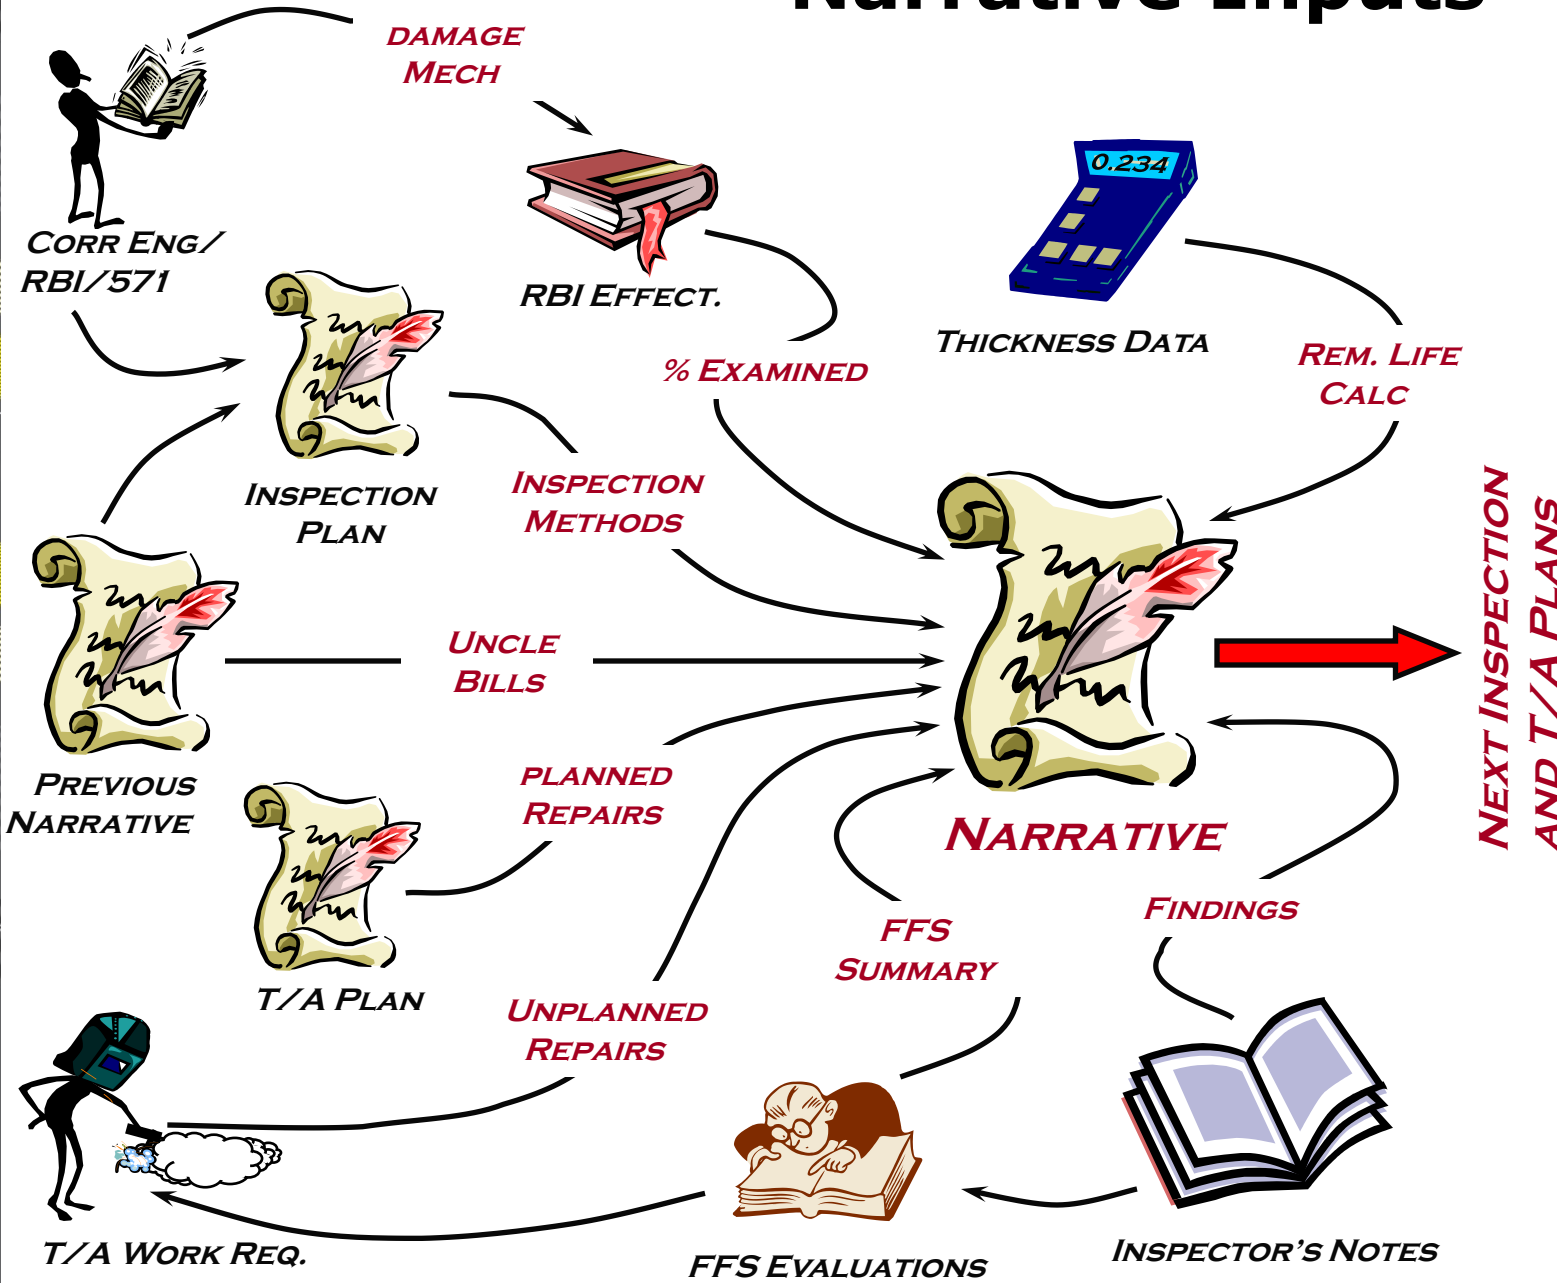 Narrative Inputs
DAMAGE
MECH
0.234
CORR ENG/
RBI/571
RBI EFFECT.
THICKNESS DATA
REM. LIFE
CALC
% EXAMINED
INSPECTION
PLAN
INSPECTION
METHODS
UNCLE
BILLS
PREVIOUS
NARRATIVE
PLANNED
REPAIRS
NARRATIVE
NEXT INSPECTION
AND T/A PLANS
FINDINGS
FFS
SUMMARY
T/A PLAN
UNPLANNED
REPAIRS
T/A WORK REQ.
FFS EVALUATIONS
INSPECTOR'S NOTES